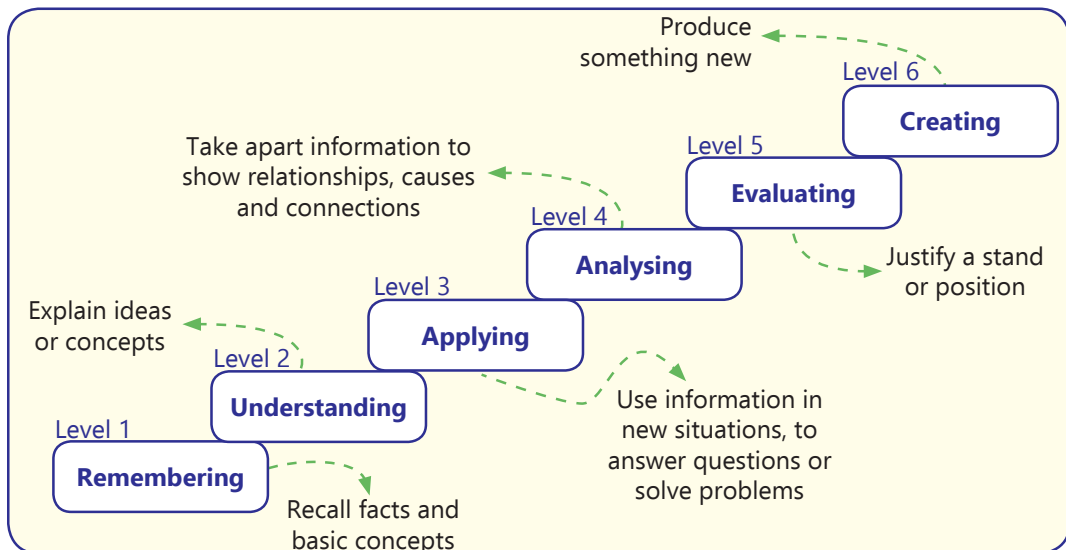 Produce
something new
Level 6
Creating
Take apart information to
show relationships, causes
and connections
Level 5
Evaluating
Level 4
Analysing
Justify a stand
or position
Level 3
Applying
Explain ideas
or concepts
Level 2
Understanding
Use information in
new situations, to
answer questions or
solve problems
Level 1
Remembering
Recall facts and
basic concepts